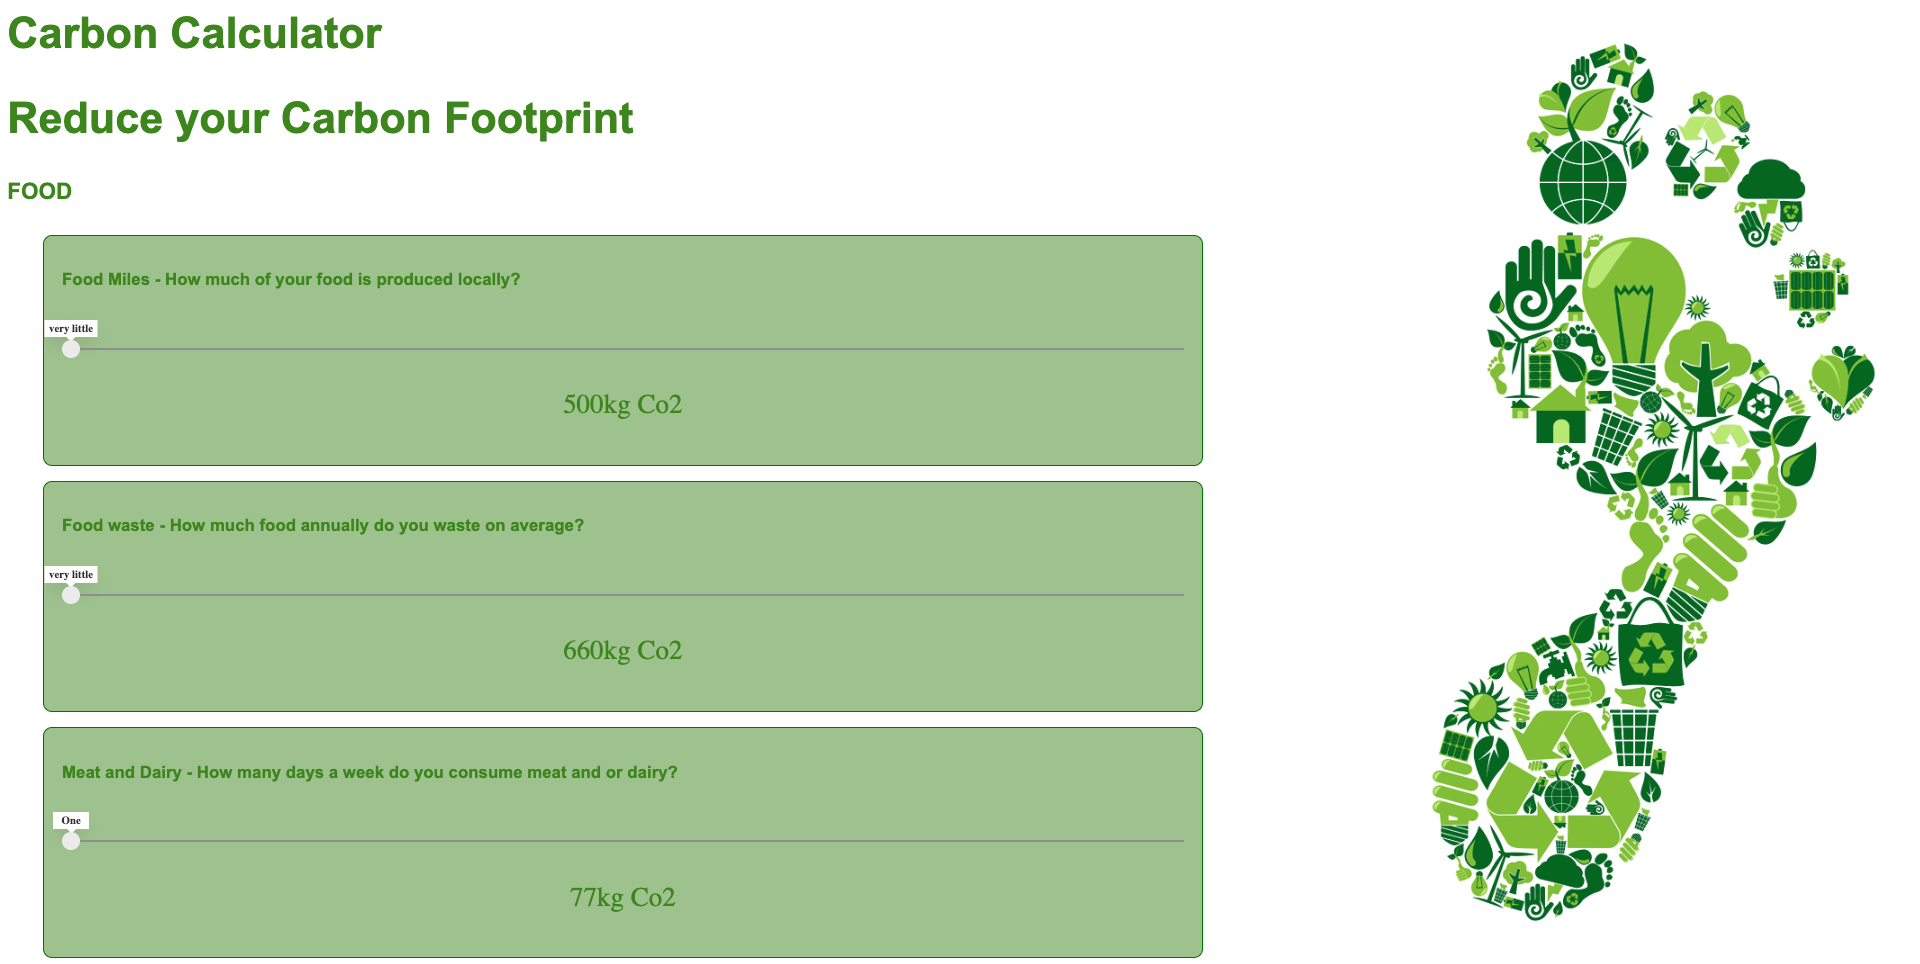 Carbon Calculator
Reduce your Carbon Footprint
FOOD
Food Miles - How much of your food is produced locally?
very little
500kg Co2
Food waste - How much food annually do you waste on average?
very little
660kg Co2
Meat and Dairy - How many days a week do you consume meat and or dairy?
One
77kg Co2